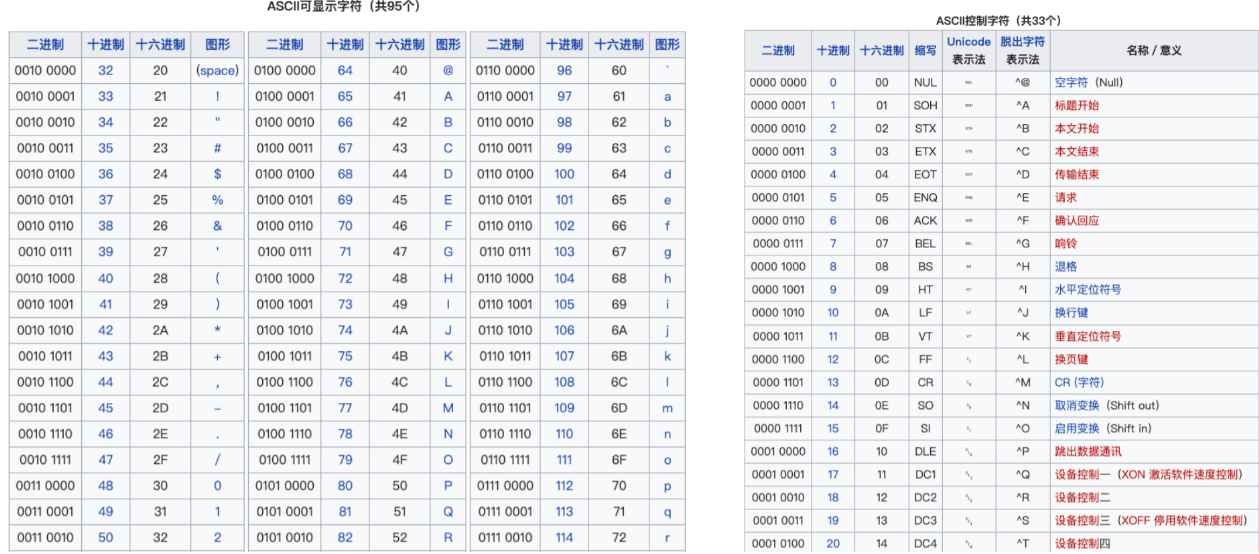 ASCII可显示字符（共95个）
二进制 十进制 十六进制 图形 二进制 十进制 十六进制 图形 二进制 十进制 十六进制 图形
0010 0000 32 20 (space) 0100 0000 64 40 @ 0110 0000 96 60 `
0010 0001 33 21 ! 0100 0001 65 41 A 0110 0001 97 61 a
0010 0010 34 22 " 0100 0010 66 42 B 0110 0010 98 62 b
0010 0011 35 23 # 0100 0011 67 43 C 0110 0011 99 63 c
0010 0100 36 24 $ 0100 0100 68 44 D 0110 0100 100 64 d
0010 0101 37 25 % 0100 0101 69 45 E 0110 0101 101 65 e
0010 0110 38 26 & 0100 0110 70 46 F 0110 0110 102 66 f
0010 0111 39 27 ' 0100 0111 71 47 G 0110 0111 103 67 g
0010 1000 40 28 ( 0100 1000 72 48 H 0110 1000 104 68 h
0010 1001 41 29 ) 0100 1001 73 49 I 0110 1001 105 69 i
0010 1010 42 2A * 0100 1010 74 4A J 0110 1010 106 6A j
0010 1011 43 2B + 0100 1011 75 4B K 0110 1011 107 6B k
0010 1100 44 2C , 0100 1100 76 4C L 0110 1100 108 6C l
0010 1101 45 2D – 0100 1101 77 4D M 0110 1101 109 6D m
0010 1110 46 2E . 0100 1110 78 4E N 0110 1110 110 6E n
0010 1111 47 2F / 0100 1111 79 4F O 0110 1111 111 6F o
0011 0000 48 30 0 0101 0000 80 50 P 0111 0000 112 70 p
0011 0001 49 31 1 0101 0001 81 51 Q 0111 0001 113 71 q
0011 0010 50 32 2 0101 0010 82 52 R 0111 0010 114 72 r
ASCII控制字符（共33个）
二进制 十进制 十六进制 缩写 Unicode表示法 脱出字符表示法 名称 / 意义
0000 0000 0 00 NUL ^@ 空字符（Null）
0000 0001 1 01 SOH ^A 标题开始
0000 0010 2 02 STX ^B 本文开始
0000 0011 3 03 ETX ^C 本文结束
0000 0100 4 04 EOT ^D 传输结束
0000 0101 5 05 ENQ ^E 请求
0000 0110 6 06 ACK ^F 确认回应
0000 0111 7 07 BEL ^G 响铃
0000 1000 8 08 BS ^H 退格
0000 1001 9 09 HT ^I 水平定位符号
0000 1010 10 0A LF ^J 换行键
0000 1011 11 0B VT ^K 垂直定位符号
0000 1100 12 0C FF ^L 换页键
0000 1101 13 0D CR ^M CR (字符)
0000 1110 14 0E SO ^N 取消变换（Shift out）
0000 1111 15 0F SI ^O 启用变换（Shift in）
0001 0000 16 10 DLE ^P 跳出数据通讯
0001 0001 17 11 DC1 ^Q 设备控制一（XON 激活软件速度控制）
0001 0010 18 12 DC2 ^R 设备控制二
0001 0011 19 13 DC3 ^S 设备控制三（XOFF 停用软件速度控制）
0001 0100 20 14 DC4 ^T 设备控制四